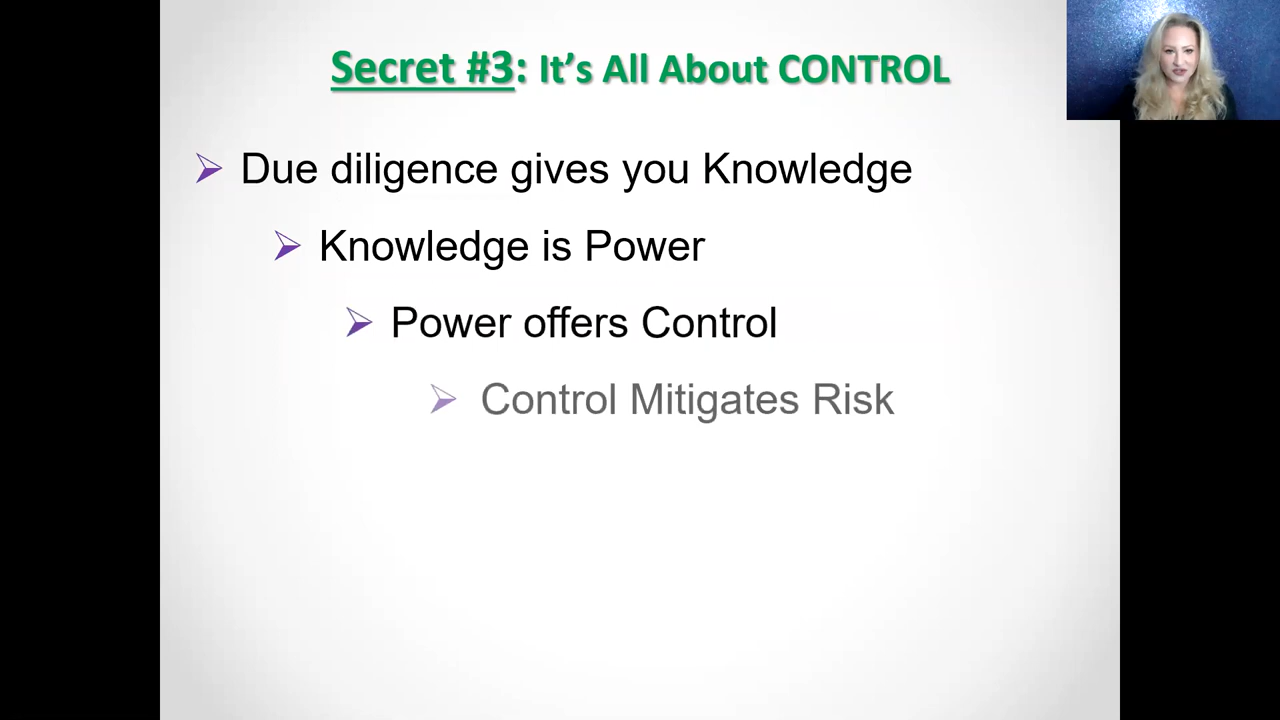 Secret #3: It’s All About CONTROL
Due diligence gives you Knowledge
Knowledge is Power
Power offers Control
Control Mitigates Risk